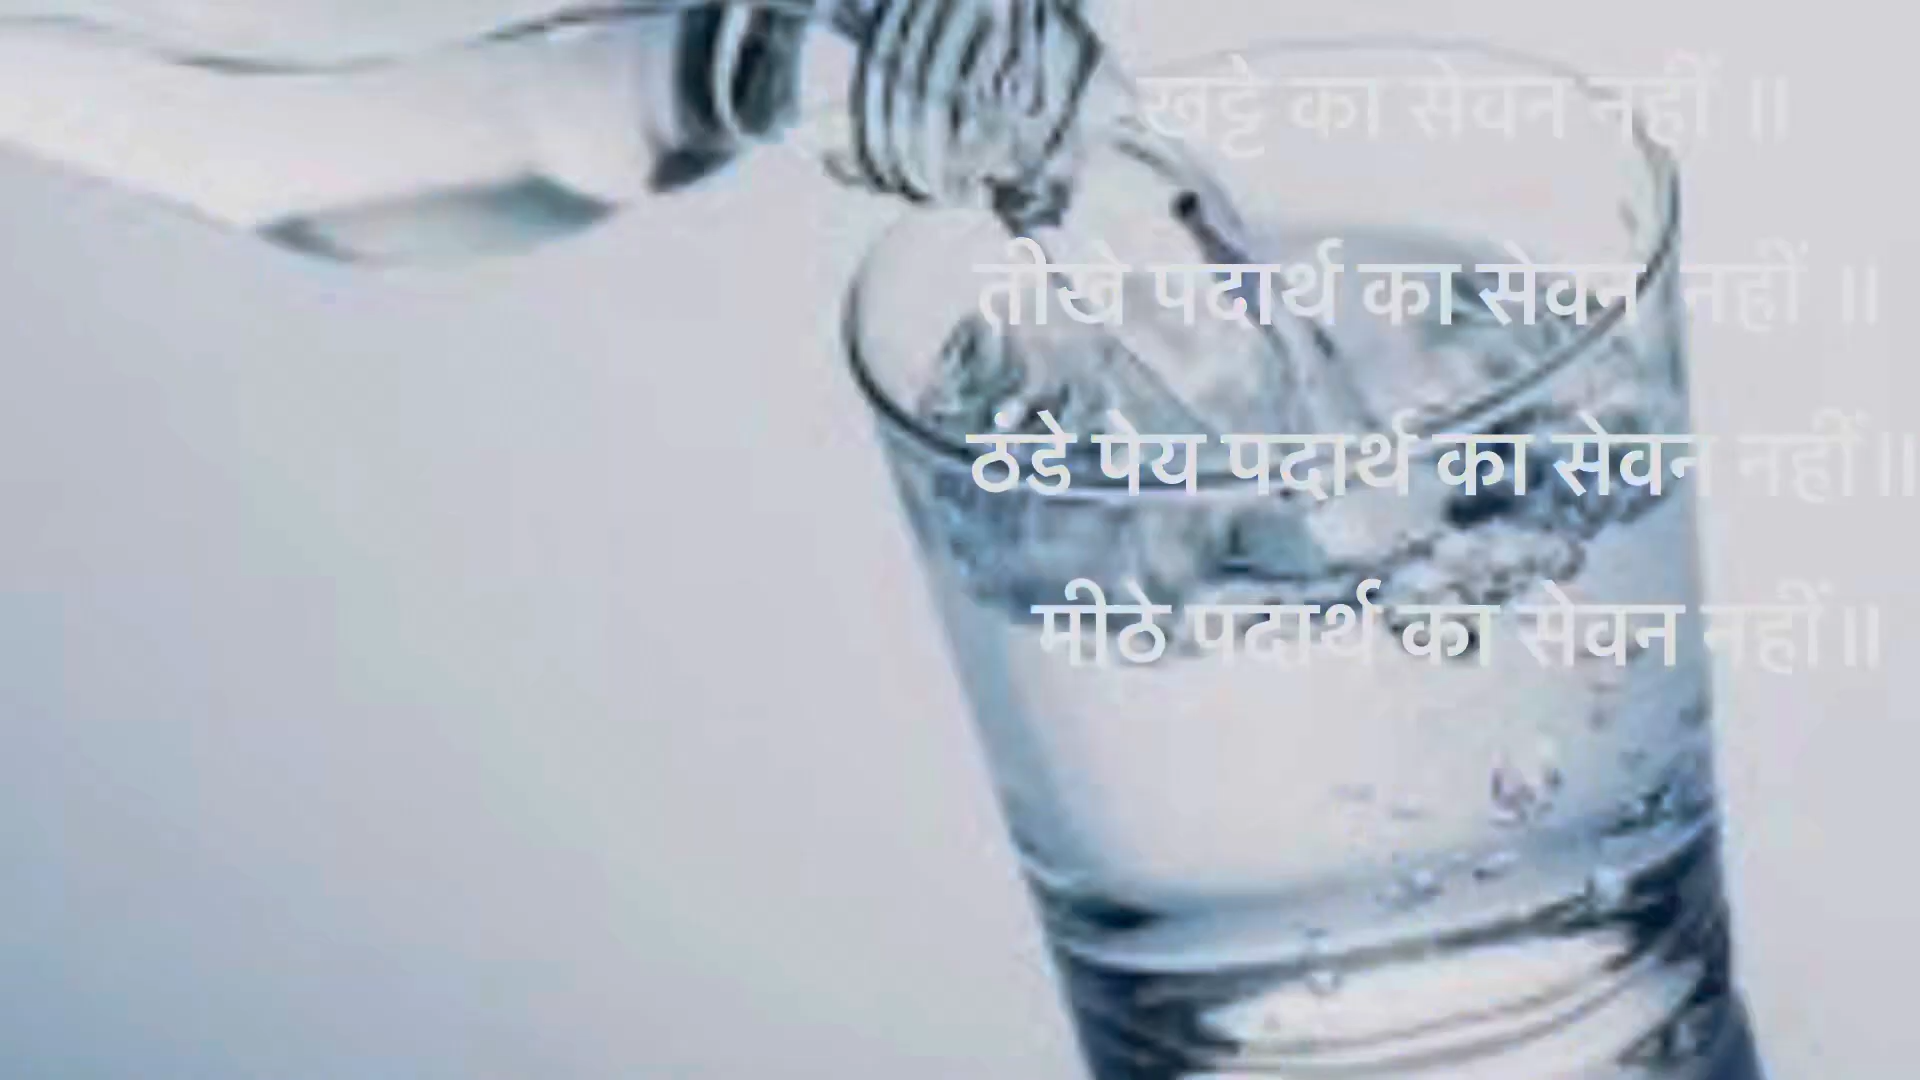 खट्टे का सेवन नहीं ॥
तीखे पदार्थ का सेवन नहीं ॥
ठंडे पेय पदार्थ का सेवन नहीं॥
मीठे पदार्थ का सेवन नहीं॥